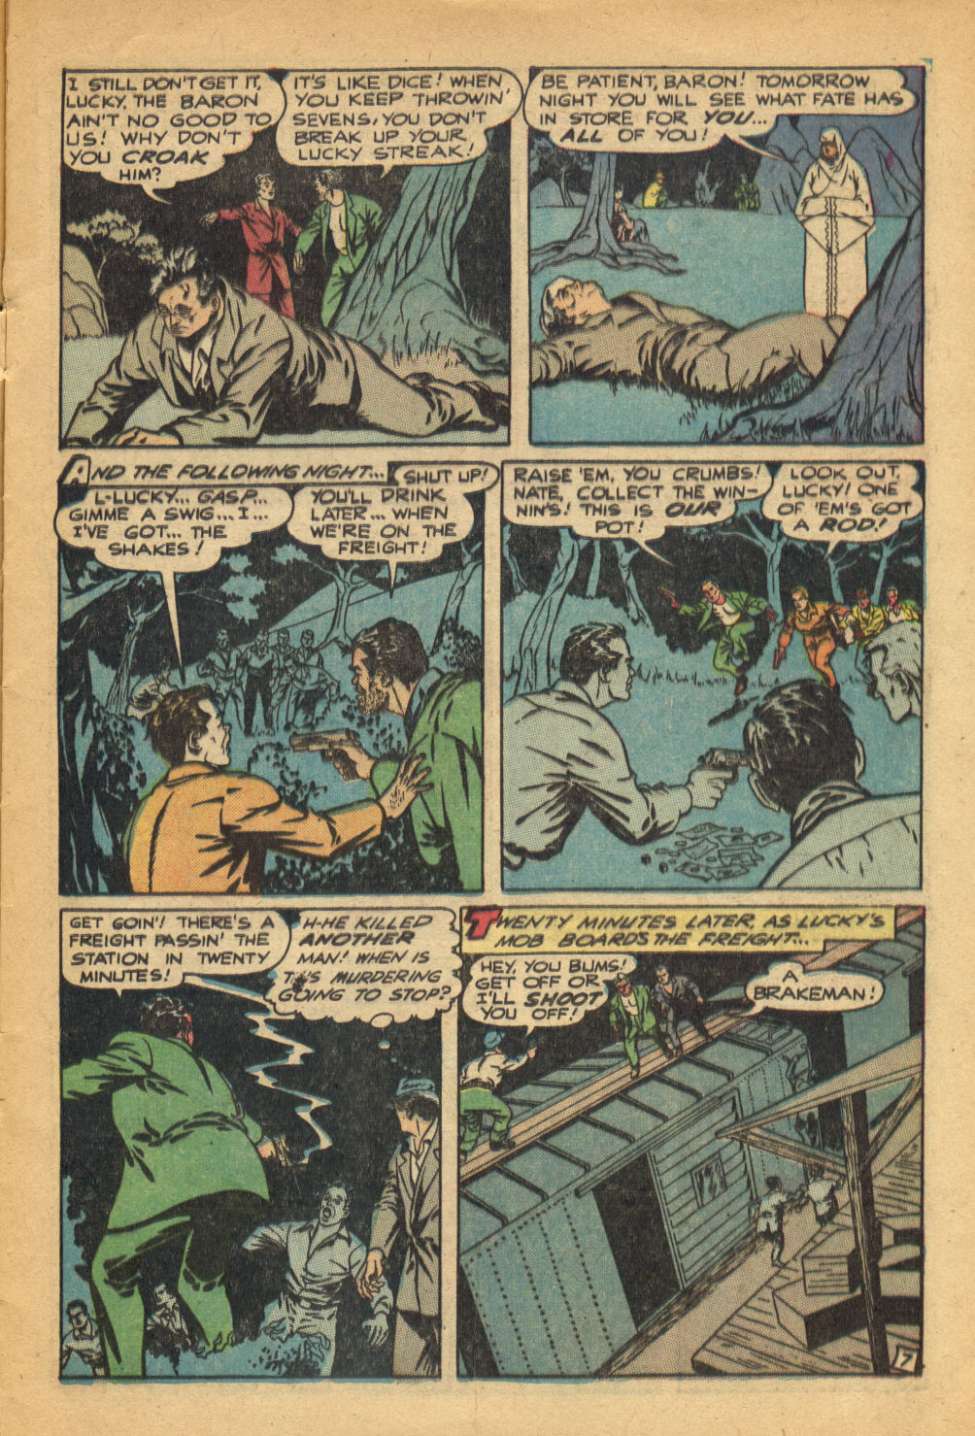 I STILL DON'T GET IT,
LUCKY, THE BARON
AIN'T NO GOOD TO
US! WHY DON'T
YOU CROAK
HIM?
IT'S LIKE DICE! WHEN
YOU KEEP THROWIN'
SEVENS, YOU DON'T
BREAK UP YOUR
LUCKY STREAK!
BE PATIENT, BARON! TOMORROW
NIGHT YOU WILL SEE WHAT FATE HAS
IN STORE FOR YOU...
ALL OF YOU!
AND THE FOLLOWING NIGHT...
L-LUCKY... GASP...
GIMME A SWIG... I...
I'VE GOT... THE
SHAKES!
SHUT UP!
YOU'LL DRINK
LATER... WHEN
WE'RE ON THE
FREIGHT!
RAISE 'EM, YOU CRUMBS!
NATE, COLLECT THE WIN-
NIN'S! THIS IS OUR
POT!
LOOK OUT,
LUCKY! ONE
OF 'EM'S GOT
A ROD!
GET GOIN'! THERE'S A
FREIGHT PASSIN' THE
STATION IN TWENTY
MINUTES!
H-HE KILLED
ANOTHER
MAN! WHEN IS
THIS MURDERING
GOING TO STOP?
TWENTY MINUTES LATER, AS LUCKY'S
MOB BOARDS THE FREIGHT...
HEY, YOU BUMS!
GET OFF OR
I'LL SHOOT
YOU OFF!
A
BRAKEMAN!
7